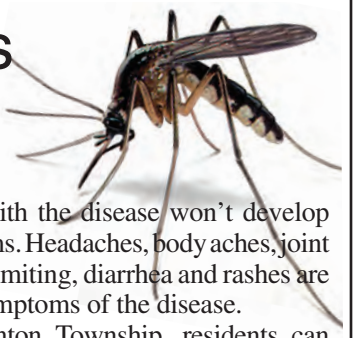 s
ith the disease won’t develop
ns. Headaches, body aches, joint
miting, diarrhea and rashes are
mptoms of the disease.
nton Township, residents can